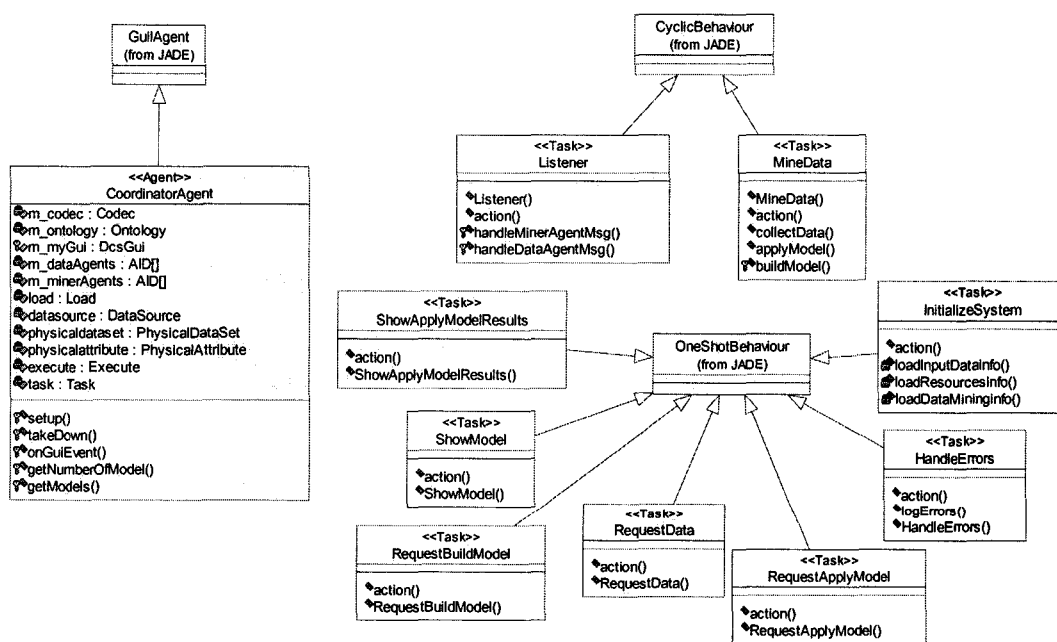 GuilAgent
(from JADE)
CyclicBehaviour
(from JADE)
<<Agent>>
CoordinatorAgent
m_codec : Codec
m_ontology : Ontology
m_myGui : DcsGui
m_dataAgents : AID[]
m_minerAgents : AID[]
load : Load
datasource : DataSource
physicaldataset : PhysicalDataSet
physicalattribute : PhysicalAttribute
execute : Execute
task : Task
setup()
takeDown()
onGuiEvent()
getNumberOfModel()
getModels()
<<Task>>
Listener
Listener()
action()
handleMinerAgentMsg()
handleDataAgentMsg()
<<Task>>
MineData
MineData()
action()
collectData()
applyModel()
buildModel()
<<Task>>
ShowApplyModelResults
action()
ShowApplyModelResults()
OneShotBehaviour
(from JADE)
<<Task>>
InitializeSystem
action()
loadInputDataInfo()
loadResourcesInfo()
loadDataMiningInfo()
<<Task>>
ShowModel
action()
ShowModel()
<<Task>>
HandleErrors
action()
logErrors()
HandleErrors()
<<Task>>
RequestBuildModel
action()
RequestBuildModel()
<<Task>>
RequestData
action()
RequestData()
<<Task>>
RequestApplyModel
action()
RequestApplyModel()